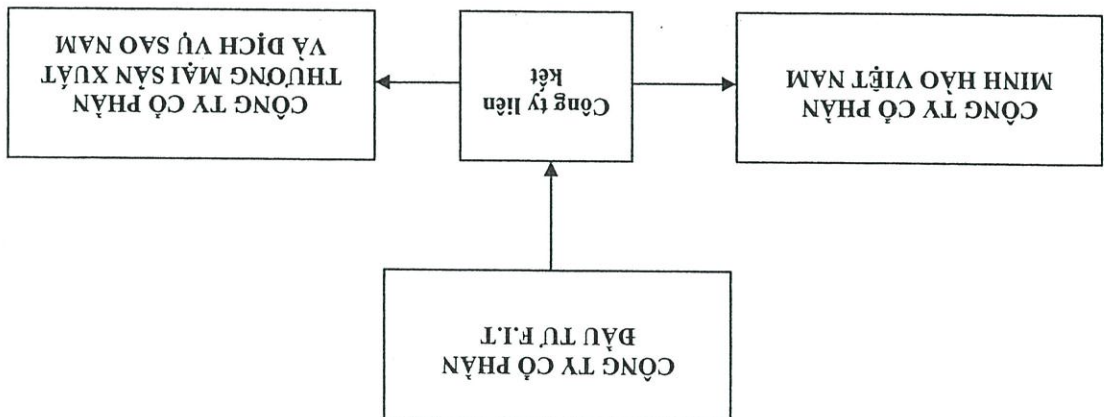 CÔNG TY CỔ PHẦN
ĐẦU TƯ F.I.T
CÔNG TY CỔ PHẦN
MINH HÀO VIỆT NAM
Công ty liên
kết
CÔNG TY CỔ PHẦN
THƯƠNG MẠI SẢN XUẤT
VÀ DỊCH VỤ SAO NAM